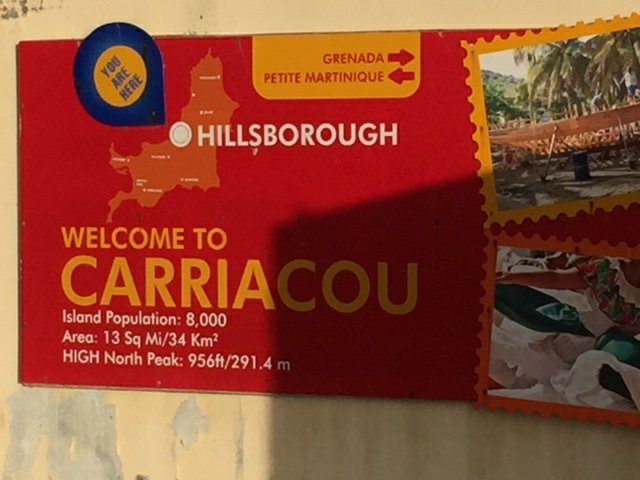 YOU
ARE
HERE
GRENADA
PETITE MARTINIQUE
HILLSBOROUGH
WELCOME TO
CARRIACOU
Island Population: 8,000
Area: 13 Sq Mi/34 Km²
HIGH North Peak: 956ft/291.4 m